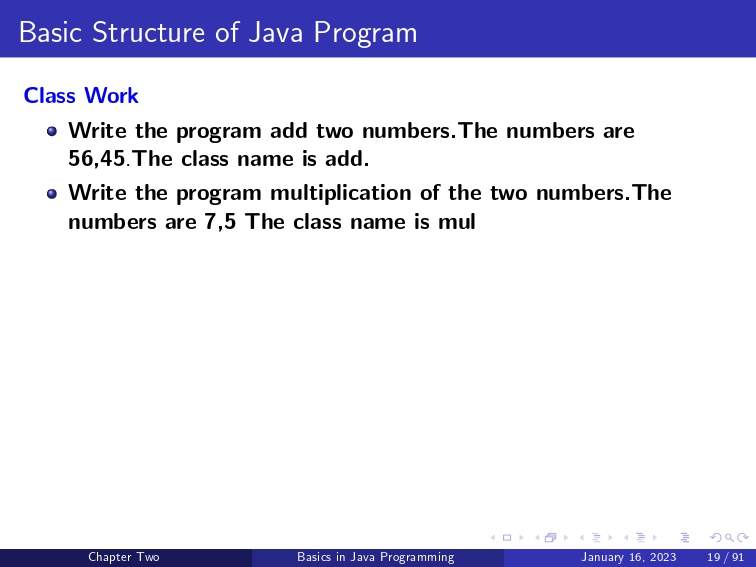 Basic Structure of Java Program
Class Work
Write the program add two numbers.The numbers are
56,45.The class name is add.
Write the program multiplication of the two numbers.The
numbers are 7,5 The class name is mul
Chapter Two
Basics in Java Programming
January 16, 2023
19 / 91